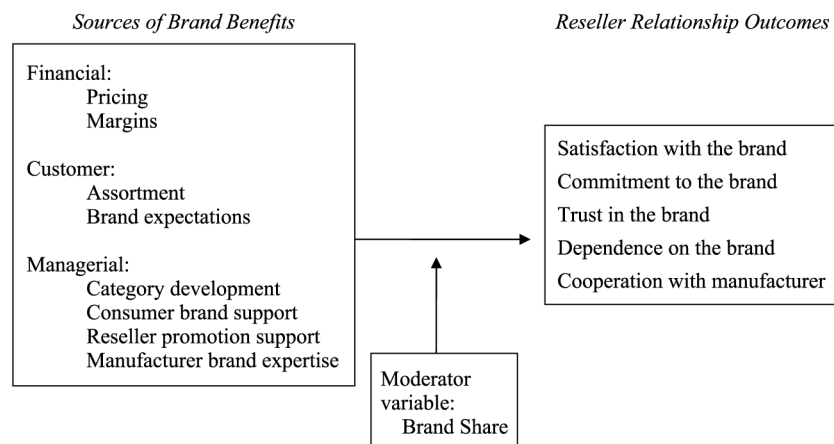 Sources of Brand Benefits
Financial:
Pricing
Margins
Customer:
Assortment
Brand expectations
Managerial:
Category development
Consumer brand support
Reseller promotion support
Manufacturer brand expertise
Moderator
variable:
Brand Share
Reseller Relationship Outcomes
Satisfaction with the brand
Commitment to the brand
Trust in the brand
Dependence on the brand
Cooperation with manufacturer